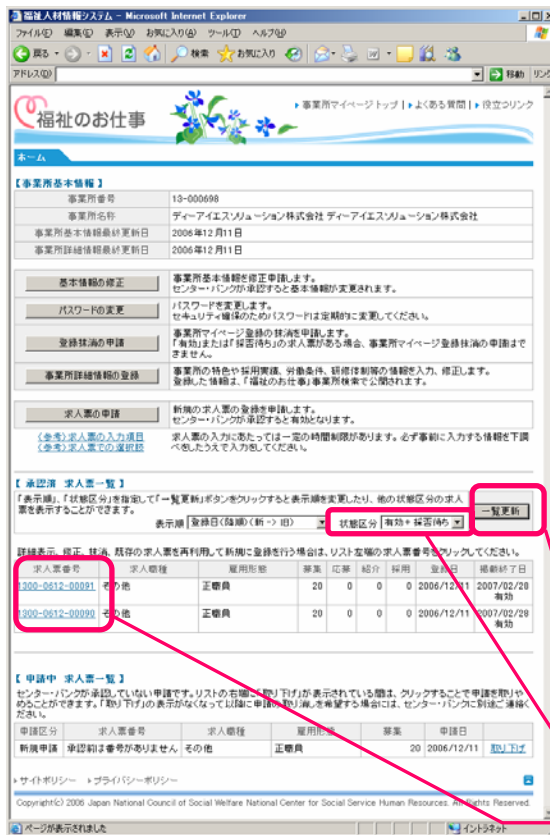 福祉人材情報システム - Microsoft Internet Explorer
ファイル(F) 編集(E) 表示(V) お気に入り(A) ツール(T) ヘルプ(H)
戻る 検索 お気に入り
アドレス(D) 移動 リンク
福祉のお仕事
事業所マイページトップ | よくある質問 | 役立つリンク
ホーム
【事業所基本情報】
事業所番号 13-000698
事業所名称 ディーアイエスソリューション株式会社 ディーアイエスソリューション株式会社
事業所基本情報最終更新日 2006年12月11日
事業所詳細情報最終更新日 2006年12月11日
基本情報の修正 事業所基本情報を修正申請します。
センター・バンクが承認すると基本情報が変更されます。
パスワードの変更 パスワードを変更します。
セキュリティ確保のためパスワードは定期的に変更してください。
登録抹消の申請 事業所マイページ登録の抹消を申請します。
「有効」または「採否待ち」の求人票がある場合、事業所マイページ登録抹消の申請はで
きません。
事業所詳細情報の登録 事業所の特色や採用実績、労働条件、研修体制等の情報を入力、修正します。
登録した情報は、「福祉のお仕事」事業所検索で公開されます。
求人票の申請 新規の求人票の登録を申請します。
センター・バンクが承認すると有効となります。
(参考)求人票の入力項目 求人票の入力にあたっては一定の時間制限があります。必ず事前に入力する情報を下調
(参考)求人票での選択肢 べをしたうえで入力をしてください。
【 承認済 求人票一覧 】
「表示順」、「状態区分」を指定して「一覧更新」ボタンをクリックすると表示順を変更したり、他の状態区分の求人
票を表示することができます。
一覧更新
表示順 登録日(降順)(新->旧) 状態区分 有効+採否待ち
詳細表示、修正、抹消、既存の求人票を再利用して新規に登録を行う場合は、リスト左端の求人票番号をクリックしてください。
求人票番号 求人職種 雇用形態 募集 応募 紹介 採用 登録日 掲載終了日
1300-0612-00091 その他 正職員 20 0 0 0 2006/12/11 2007/02/28
有効
1300-0612-00090 その他 正職員 20 0 0 0 2006/12/11 2007/02/28
有効
【 申請中 求人票一覧 】
センター・バンクが承認していない申請です。リストの右端に「取り下げ」が表示されている間は、クリックすることで申請を取りや
めることができます。「取り下げ」の表示がなくなって以降に申請の取り消しを希望する場合には、センター・バンクに別途ご連絡く
ださい。
申請区分 求人票番号 求人職種 雇用形態 募集 申請日
新規申請 承認前は番号がありません その他 正職員 20 2006/12/11 取り下げ
サイトポリシー プライバシーポリシー
Copyright(c) 2006 Japan National Council of Social Welfare National Center for Social Service Human Resources. All Rights Reserved.
ページが表示されました イントラネット